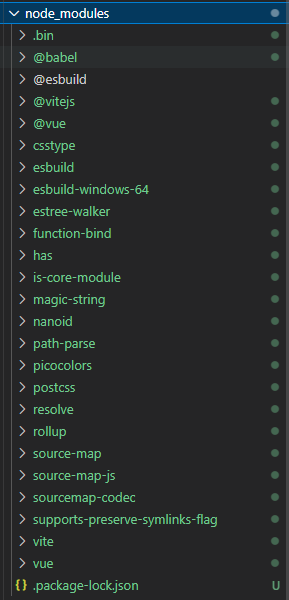 node_modules
.bin
@babel
@esbuild
@vitejs
@vue
csstype
esbuild
esbuild-windows-64
estree-walker
function-bind
has
is-core-module
magic-string
nanoid
path-parse
picocolors
postcss
resolve
rollup
source-map
source-map-js
sourcemap-codec
supports-preserve-symlinks-flag
vite
vue
{} .package-lock.json U